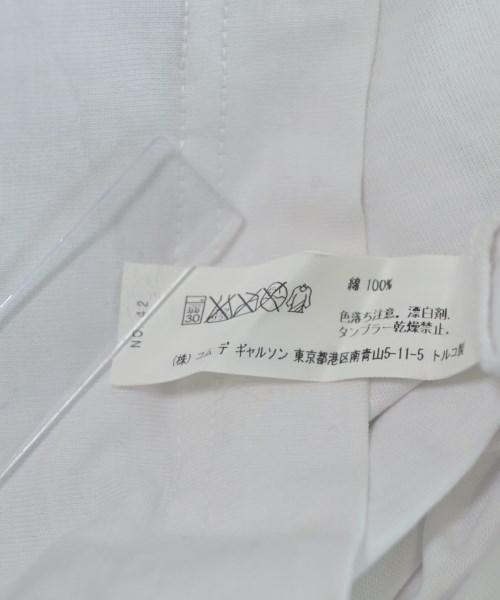 綿 100%
30
色落ち注意。漂白剤.
タンブラー乾燥禁止。
(株) コム デ ギャルソン 東京都港区南青山5-11-5 トルコ製
NO.42